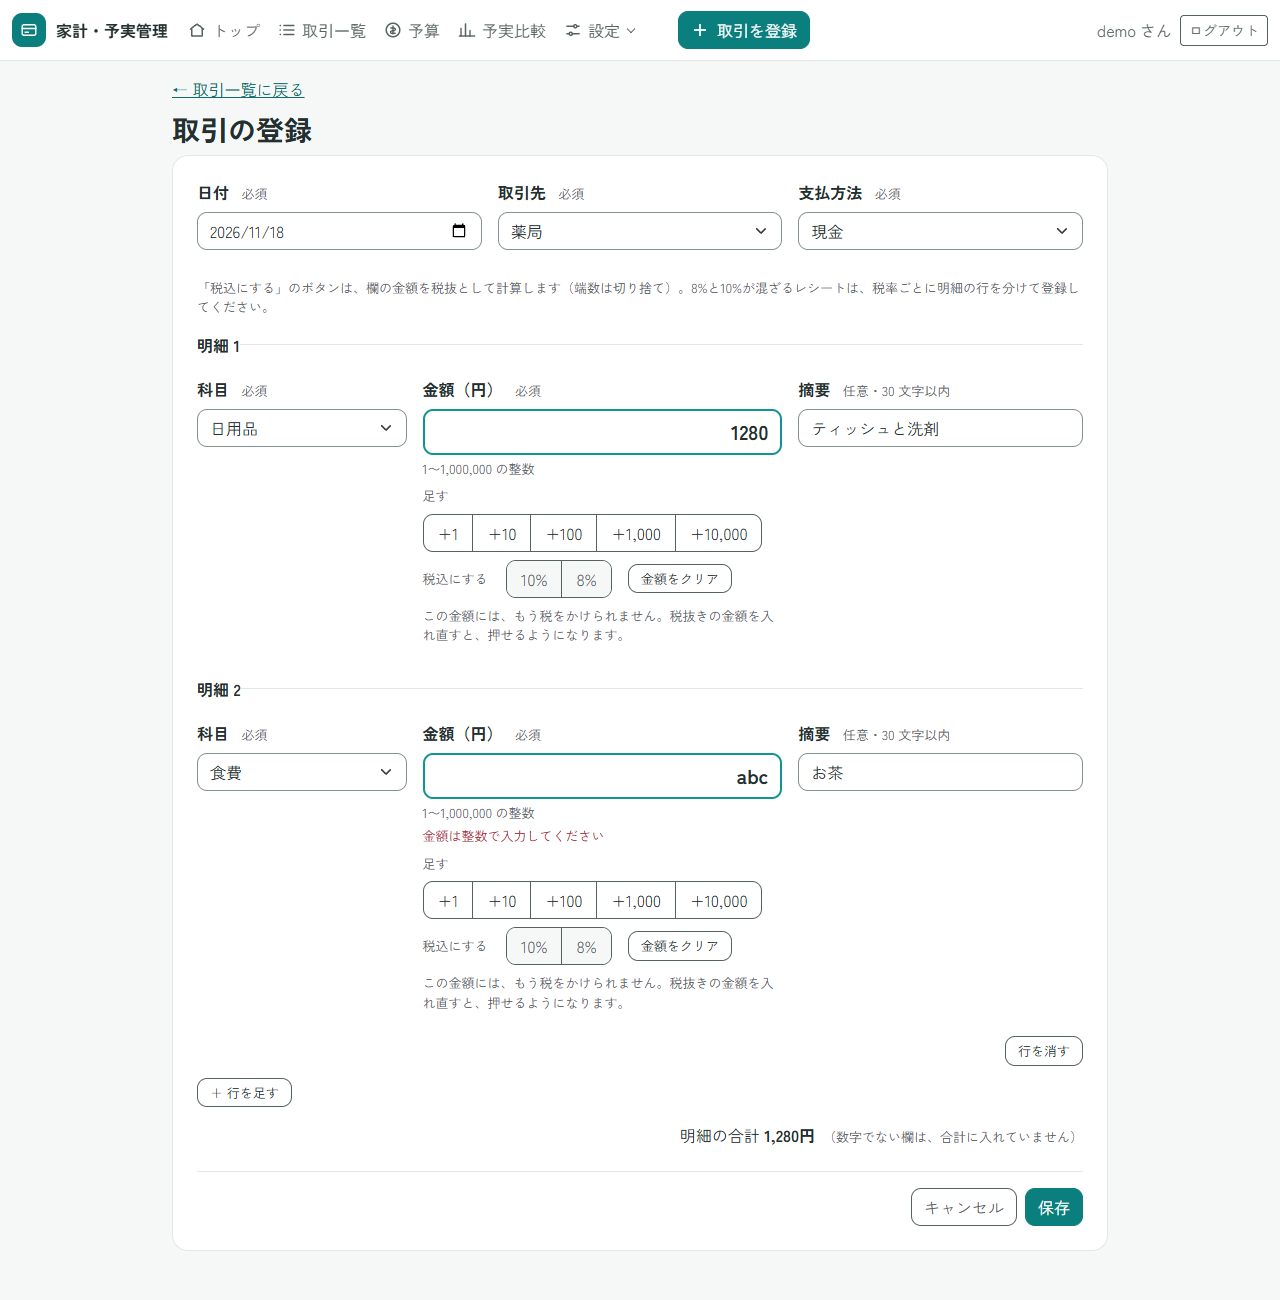 家計・予実管理 トップ 取引一覧 予算 予実比較 設定 取引を登録 demo さん ログアウト
← 取引一覧に戻る
取引の登録
日付 必須 取引先 必須 支払方法 必須
2026/11/18 薬局 現金
「税込にする」のボタンは、欄の金額を税抜として計算します（端数は切り捨て）。8%と10%が混ざるレシートは、税率ごとに明細の行を分けて登録し
てください。
明細 1
科目 必須 金額（円） 必須 摘要 任意・30 文字以内
日用品 1280 ティッシュと洗剤
1〜1,000,000 の整数
足す
+1 +10 +100 +1,000 +10,000
税込にする 10% 8% 金額をクリア
この金額には、もう税をかけられません。税抜きの金額を入
れ直すと、押せるようになります。
明細 2
科目 必須 金額（円） 必須 摘要 任意・30 文字以内
食費 abc お茶
1〜1,000,000 の整数
金額は整数で入力してください
足す
+1 +10 +100 +1,000 +10,000
税込にする 10% 8% 金額をクリア
この金額には、もう税をかけられません。税抜きの金額を入
れ直すと、押せるようになります。
行を消す
＋ 行を足す
明細の合計 1,280円 （数字でない欄は、合計に入れていません）
キャンセル 保存